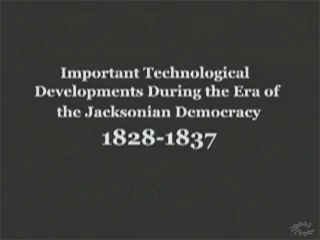 Important Technological
Developments During the Era of
the Jacksonian Democracy
1828-1837